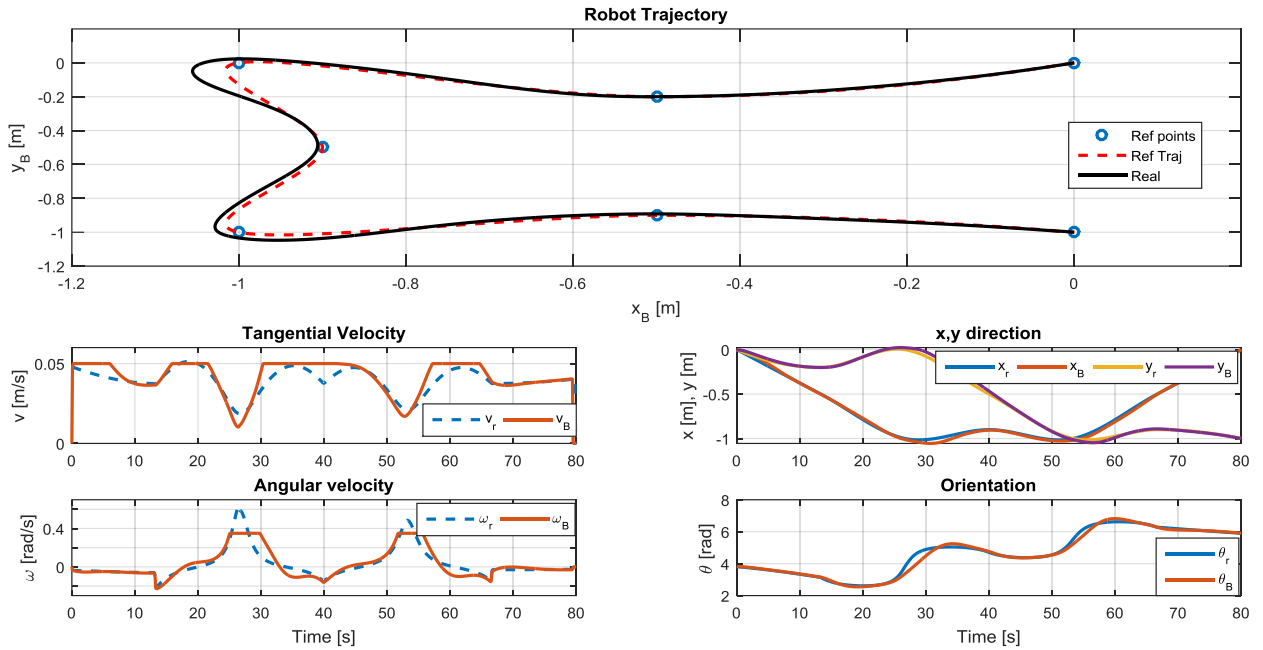 Robot Trajectory
0
-0.2
-0.4
-0.6
-0.8
-1
-1.2
y_B [m]
Ref points
Ref Traj
Real
-1.2 -1 -0.8 -0.6 -0.4 -0.2 0
x_B [m]
Tangential Velocity
0.05
0
v [m/s]
v_r v_B
0 10 20 30 40 50 60 70 80
x,y direction
0
-0.5
-1
x [m], y [m]
x_r x_B y_r y_B
0 10 20 30 40 50 60 70 80
Angular velocity
0.4
0
ω [rad/s]
ω_r ω_B
0 10 20 30 40 50 60 70 80
Time [s]
Orientation
8
6
4
2
θ [rad]
θ_r
θ_B
0 10 20 30 40 50 60 70 80
Time [s]